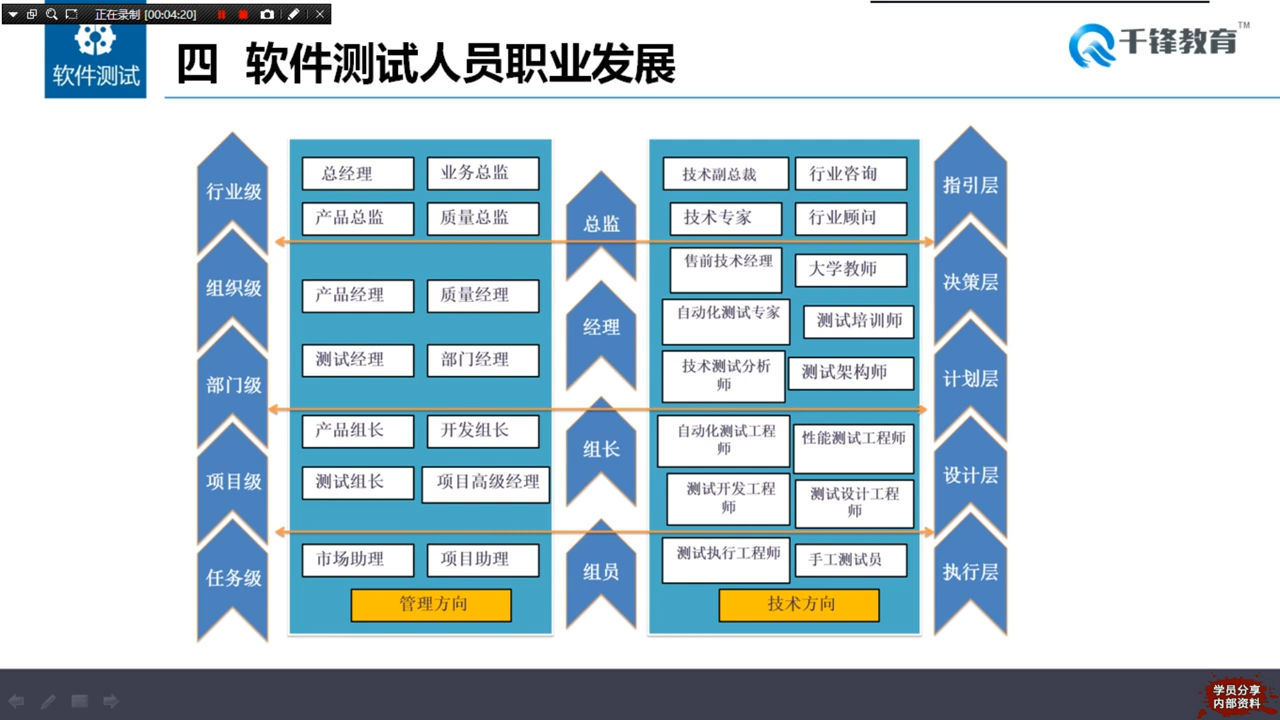 正在录制 [00:04:20]
软件测试
四 软件测试人员职业发展
千锋教育™
行业级
组织级
部门级
项目级
任务级
总经理
业务总监
产品总监
质量总监
产品经理
质量经理
测试经理
部门经理
产品组长
开发组长
测试组长
项目高级经理
市场助理
项目助理
管理方向
总监
经理
组长
组员
技术副总裁
行业咨询
技术专家
行业顾问
售前技术经理
大学教师
自动化测试专家
测试培训师
技术测试分析
师
测试架构师
自动化测试工程
师
性能测试工程师
测试开发工程
师
测试设计工程
师
测试执行工程师
手工测试员
技术方向
指引层
决策层
计划层
设计层
执行层
学员分享
内部资料